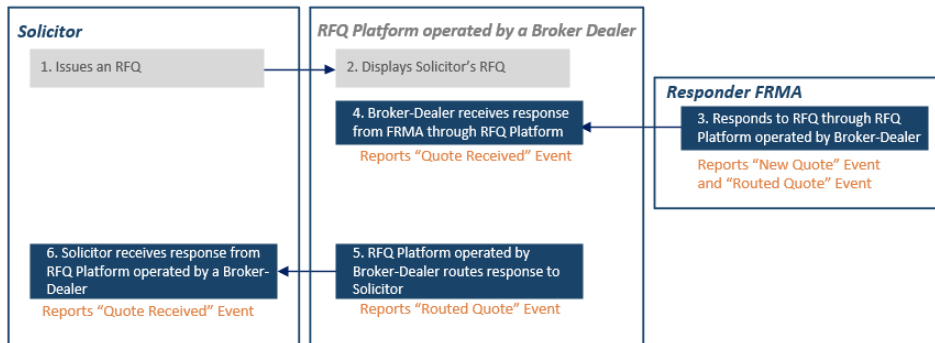 Solicitor
1. Issues an RFQ
6. Solicitor receives response from
RFQ Platform operated by a Broker-
Dealer
Reports “Quote Received” Event
RFQ Platform operated by a Broker Dealer
2. Displays Solicitor’s RFQ
4. Broker-Dealer receives response
from FRMA through RFQ Platform
Reports “Quote Received” Event
5. RFQ Platform operated by
Broker-Dealer routes response to
Solicitor
Reports “Routed Quote” Event
Responder FRMA
3. Responds to RFQ through RFQ
Platform operated by Broker-Dealer
Reports “New Quote” Event
and “Routed Quote” Event